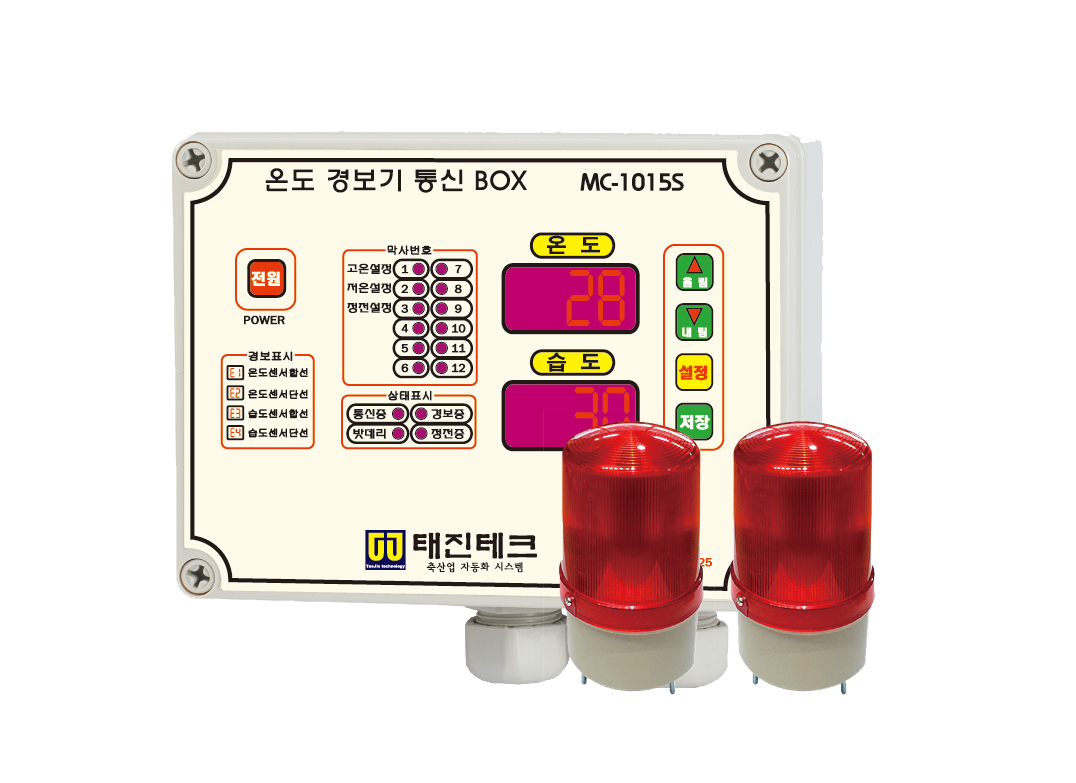 온도 경보기 통신 BOX MC-1015S
전원
POWER
경보표시
E1 온도센서합선
E2 온도센서단선
E3 습도센서합선
E4 습도센서단선
막사번호
고온설정 1 7
저온설정 2 8
정전설정 3 9
4 10
5 11
6 12
상태표시
통신중 경보중
밧데리 정전중
온 도
28
습 도
30
올 림
내 림
설정
저장
TaeJin technology
태진테크
축산업 자동화 시스템
25